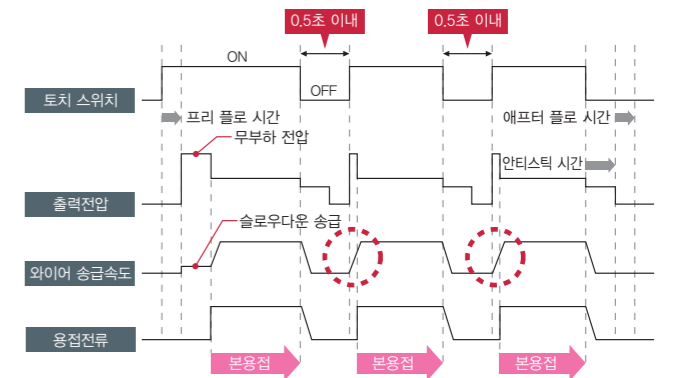 0.5초 이내
0.5초 이내
ON
OFF
토치 스위치
프리 플로 시간
애프터 플로 시간
무부하 전압
안티스틱 시간
출력전압
슬로우다운 송급
와이어 송급속도
용접전류
본용접
본용접
본용접